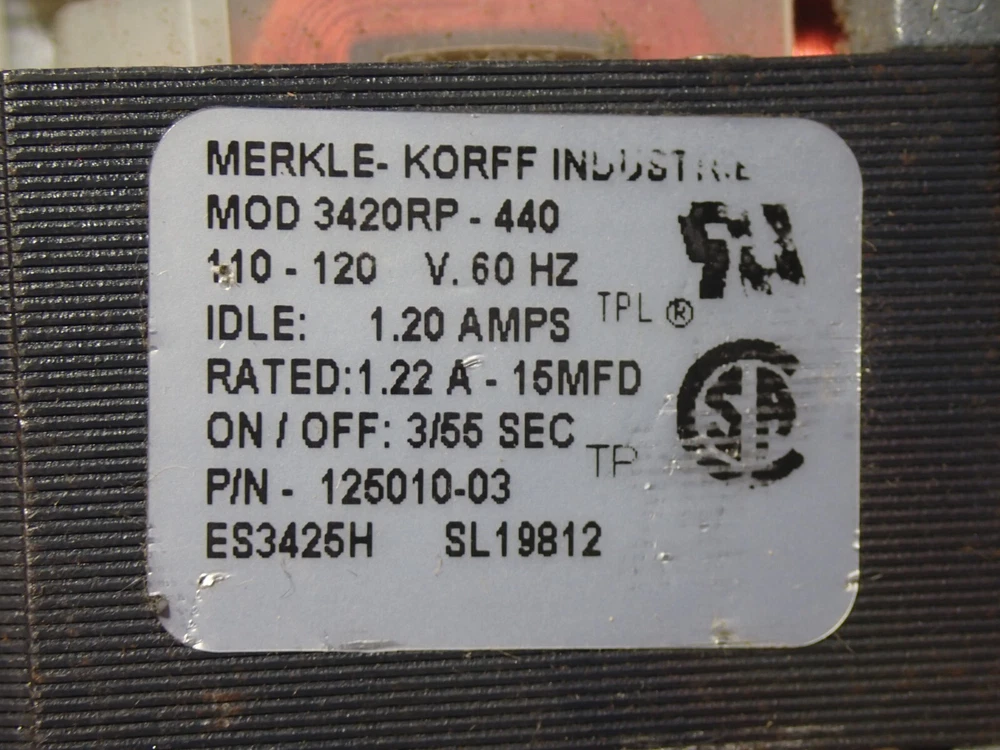 MERKLE- KORFF INDUSTRIE
MOD 3420RP - 440
110 - 120 V. 60 HZ
TPL ®
IDLE: 1.20 AMPS
RATED:1.22 A - 15MFD
ON / OFF: 3/55 SEC
TP
P/N - 125010-03
ES3425H SL19812